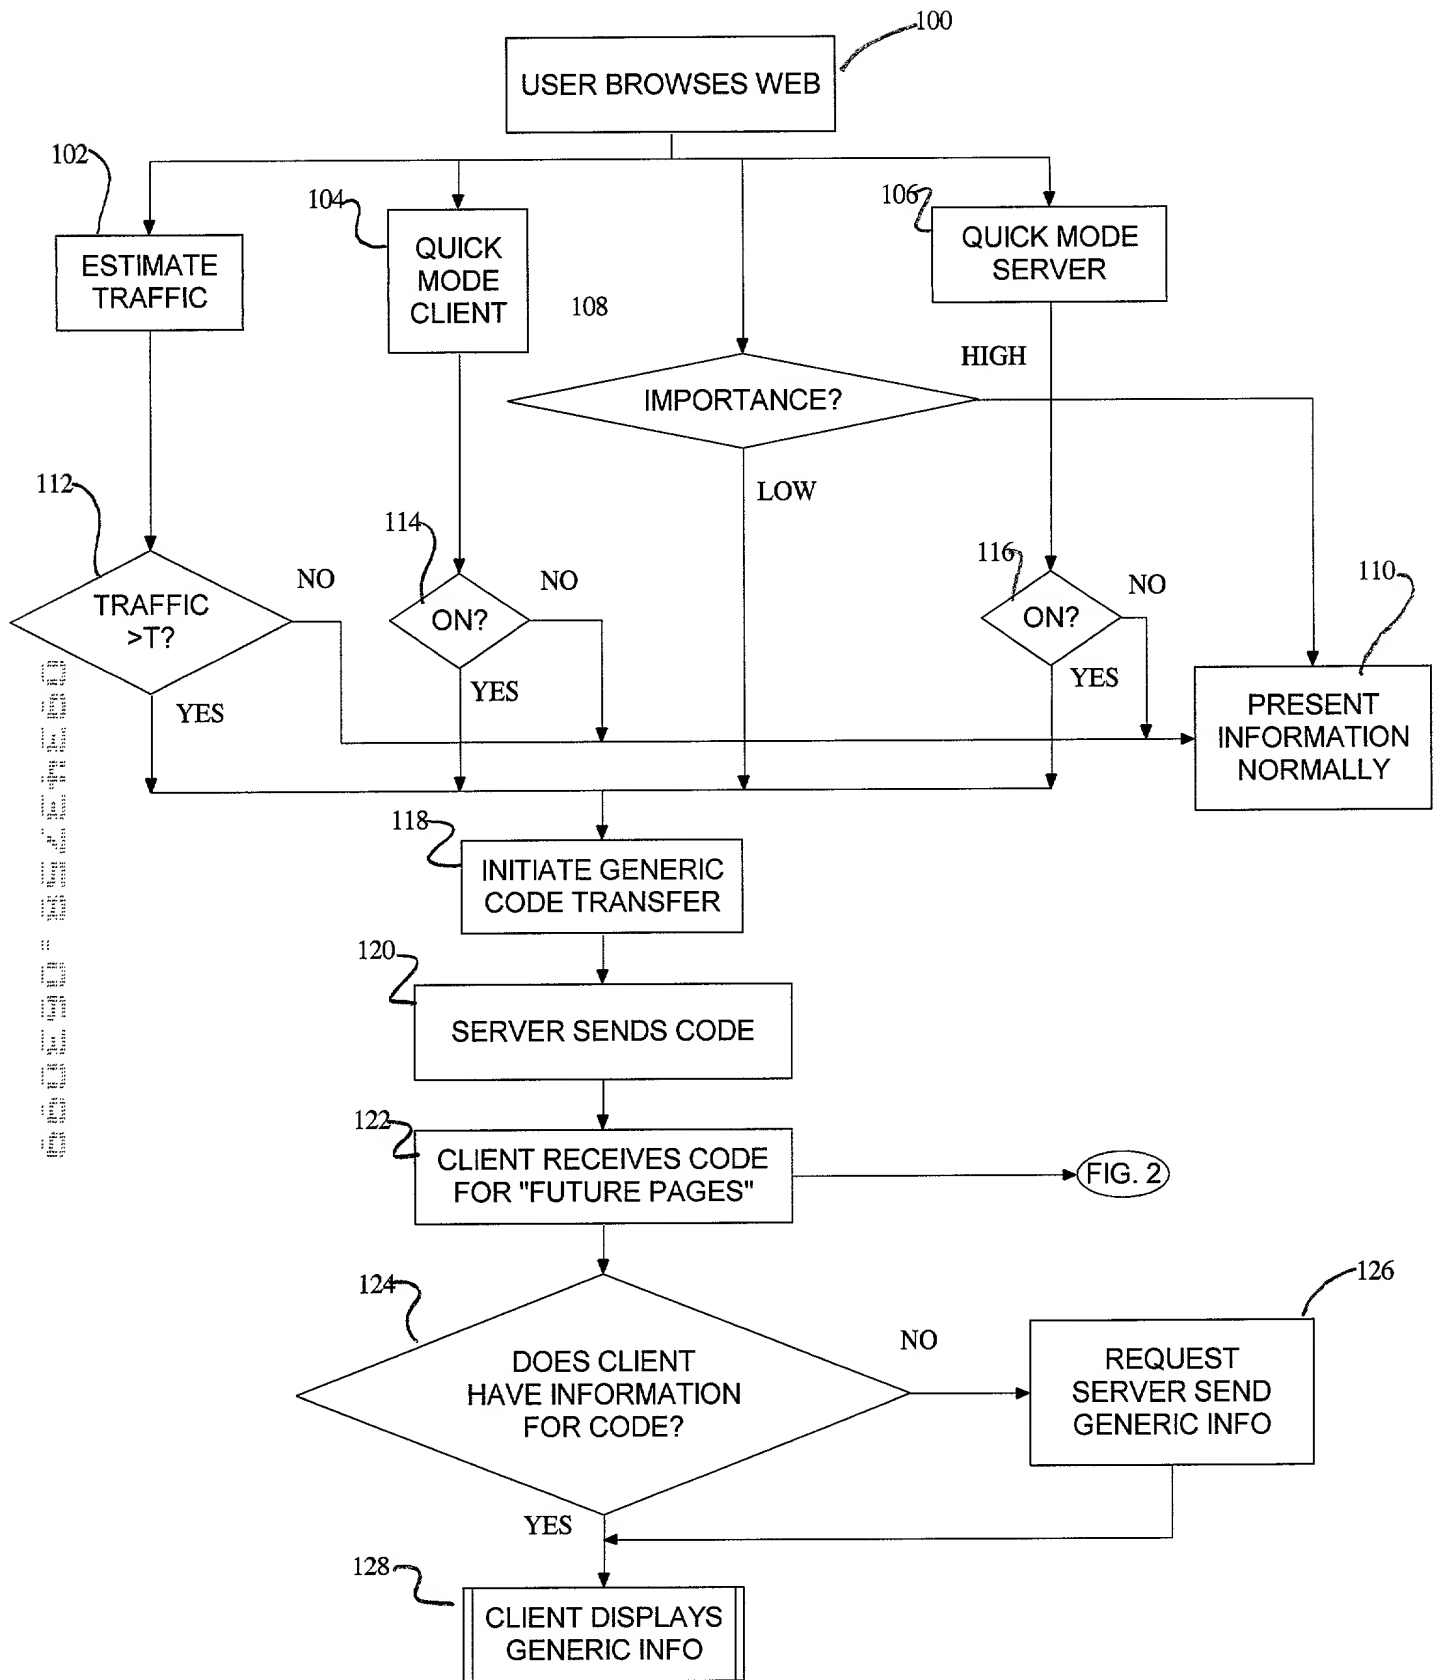 100
USER BROWSES WEB
102
104
106
QUICK
MODE
CLIENT
QUICK MODE
SERVER
ESTIMATE
TRAFFIC
108
HIGH
IMPORTANCE?
LOW
112
114
116
110
NO
NO
NO
TRAFFIC
>T?
ON?
ON?
YES
YES
YES
PRESENT
INFORMATION
NORMALLY
118
INITIATE GENERIC
CODE TRANSFER
120
SERVER SENDS CODE
122
CLIENT RECEIVES CODE
FOR "FUTURE PAGES"
FIG. 2
124
126
NO
DOES CLIENT
HAVE INFORMATION
FOR CODE?
REQUEST
SERVER SEND
GENERIC INFO
YES
128
CLIENT DISPLAYS
GENERIC INFO